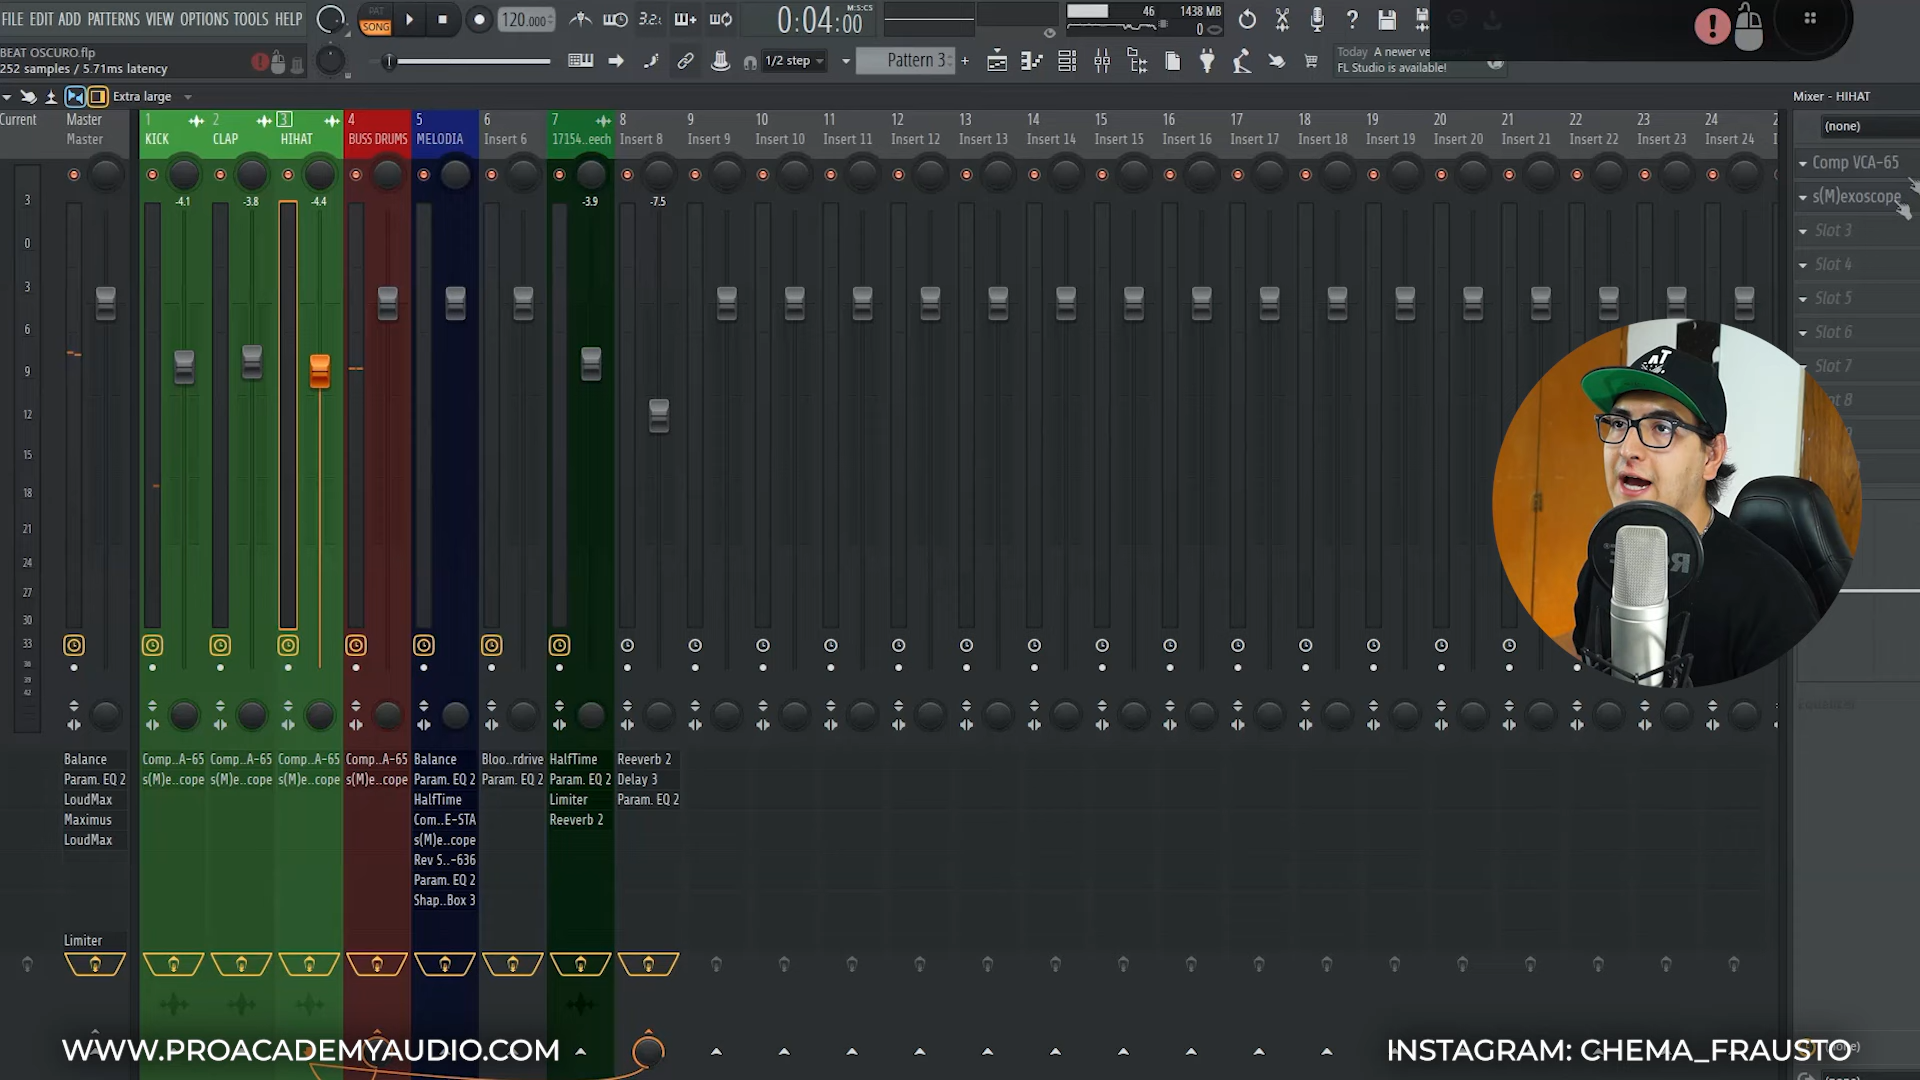 FILE EDIT ADD PATTERNS VIEW OPTIONS TOOLS HELP
PAT
SONG
120.000
3.2.
0:04:00
M:S:CS
46
1438 MB
0
BEAT OSCURO.flp
252 samples / 5.71ms latency
1/2 step
Pattern 3
Today A newer ve
FL Studio is available!
Extra large
Mixer - HIHAT
Current
Master
1
2
3
4
5
6
7
8
9
10
11
12
13
14
15
16
17
18
19
20
21
22
23
24
Master
KICK
CLAP
HIHAT
BUSS DRUMS
MELODIA
Insert 6
17154..eech
Insert 8
Insert 9
Insert 10
Insert 11
Insert 12
Insert 13
Insert 14
Insert 15
Insert 16
Insert 17
Insert 18
Insert 19
Insert 20
Insert 21
Insert 22
Insert 23
Insert 24
(none)
Comp VCA-65
s(M)exoscope
Slot 3
Slot 4
Slot 5
Slot 6
Slot 7
-4.1
-3.8
-4.4
-3.9
-7.5
3
0
3
6
9
12
15
18
21
24
27
30
33
36
39
42
Balance
Param. EQ 2
LoudMax
Maximus
LoudMax
Limiter
Comp..A-65
s(M)e..cope
Comp..A-65
s(M)e..cope
Comp..A-65
s(M)e..cope
Comp..A-65
s(M)e..cope
Balance
Param. EQ 2
HalfTime
Com..E-STA
s(M)e..cope
Rev S..-636
Param. EQ 2
Shap..Box 3
Bloo..rdrive
Param. EQ 2
HalfTime
Param. EQ 2
Limiter
Reeverb 2
Reeverb 2
Delay 3
Param. EQ 2
WWW.PROACADEMYAUDIO.COM
INSTAGRAM: CHEMA_FRAUSTO